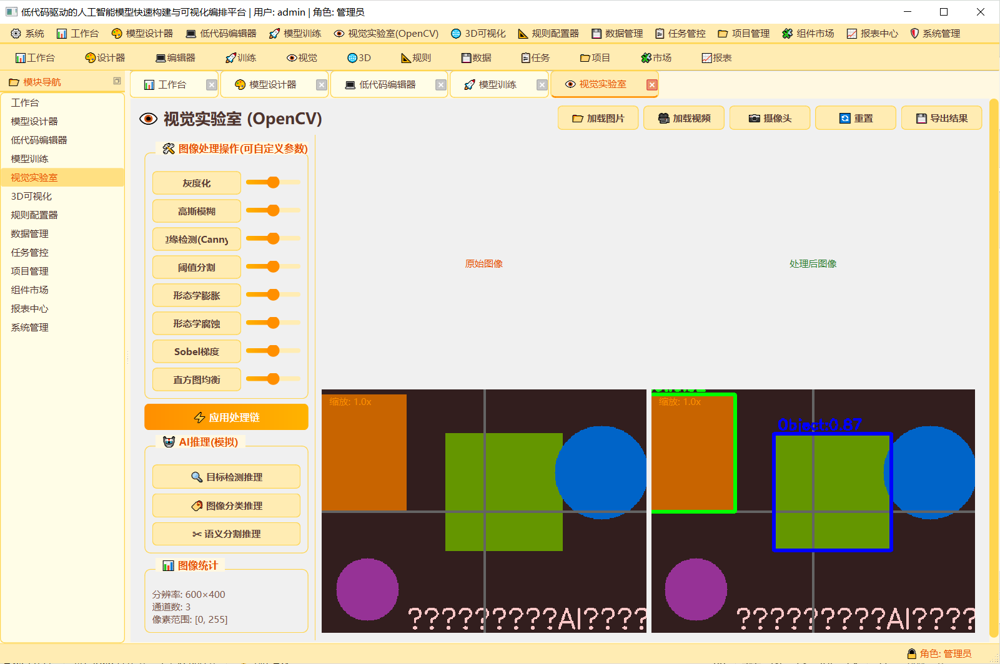 低代码驱动的人工智能模型快速构建与可视化编排平台 | 用户: admin | 角色: 管理员
系统 工作台 模型设计器 低代码编辑器 模型训练 视觉实验室(OpenCV) 3D可视化 规则配置器 数据管理 任务管控 项目管理 组件市场 报表中心 系统管理
工作台 设计器 编辑器 训练 视觉 3D 规则 数据 任务 项目 市场 报表
模块导航
工作台 模型设计器 低代码编辑器 模型训练 视觉实验室
工作台
模型设计器
低代码编辑器
模型训练
视觉实验室
3D可视化
规则配置器
数据管理
任务管控
项目管理
组件市场
报表中心
系统管理
视觉实验室 (OpenCV)
加载图片 加载视频 摄像头 重置 导出结果
图像处理操作(可自定义参数)
灰度化
高斯模糊
缘检测(Canny
阈值分割
形态学膨胀
形态学腐蚀
Sobel梯度
直方图均衡
应用处理链
AI推理(模拟)
目标检测推理
图像分类推理
语义分割推理
图像统计
分辨率: 600×400
通道数: 3
像素范围: [0, 255]
原始图像
处理后图像
缩放: 1.0x
?????????AI????
缩放: 1.0x
Object:0.87
?????????AI????
角色: 管理员